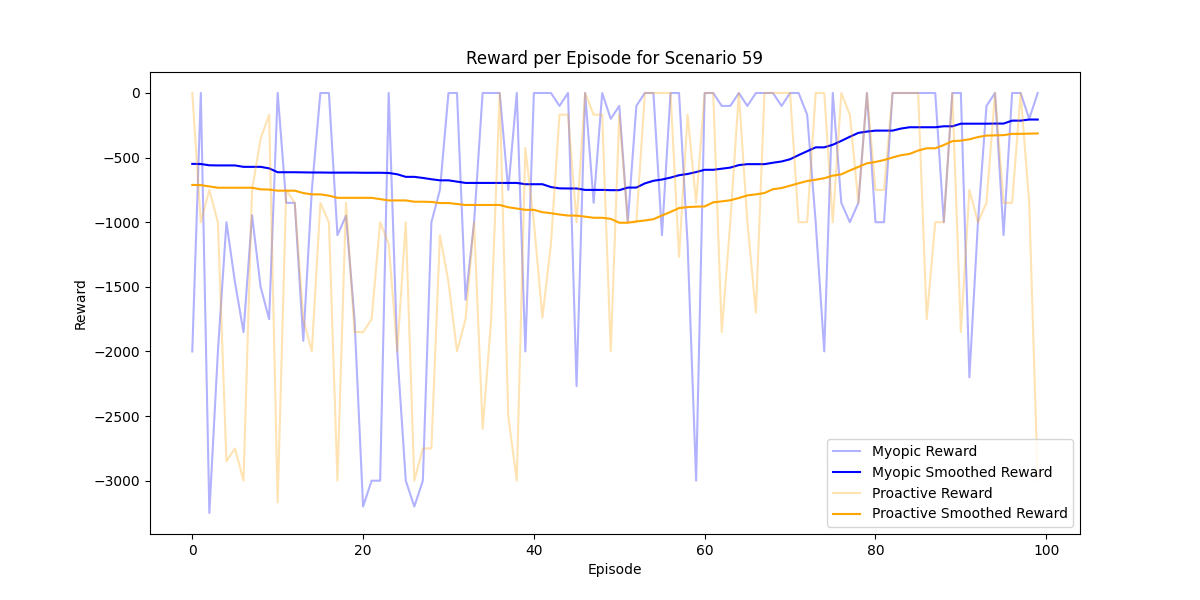 Reward per Episode for Scenario 59
0
−500
−1000
−1500
−2000
−2500
−3000
Reward
Myopic Reward
Myopic Smoothed Reward
Proactive Reward
Proactive Smoothed Reward
0 20 40 60 80 100
Episode